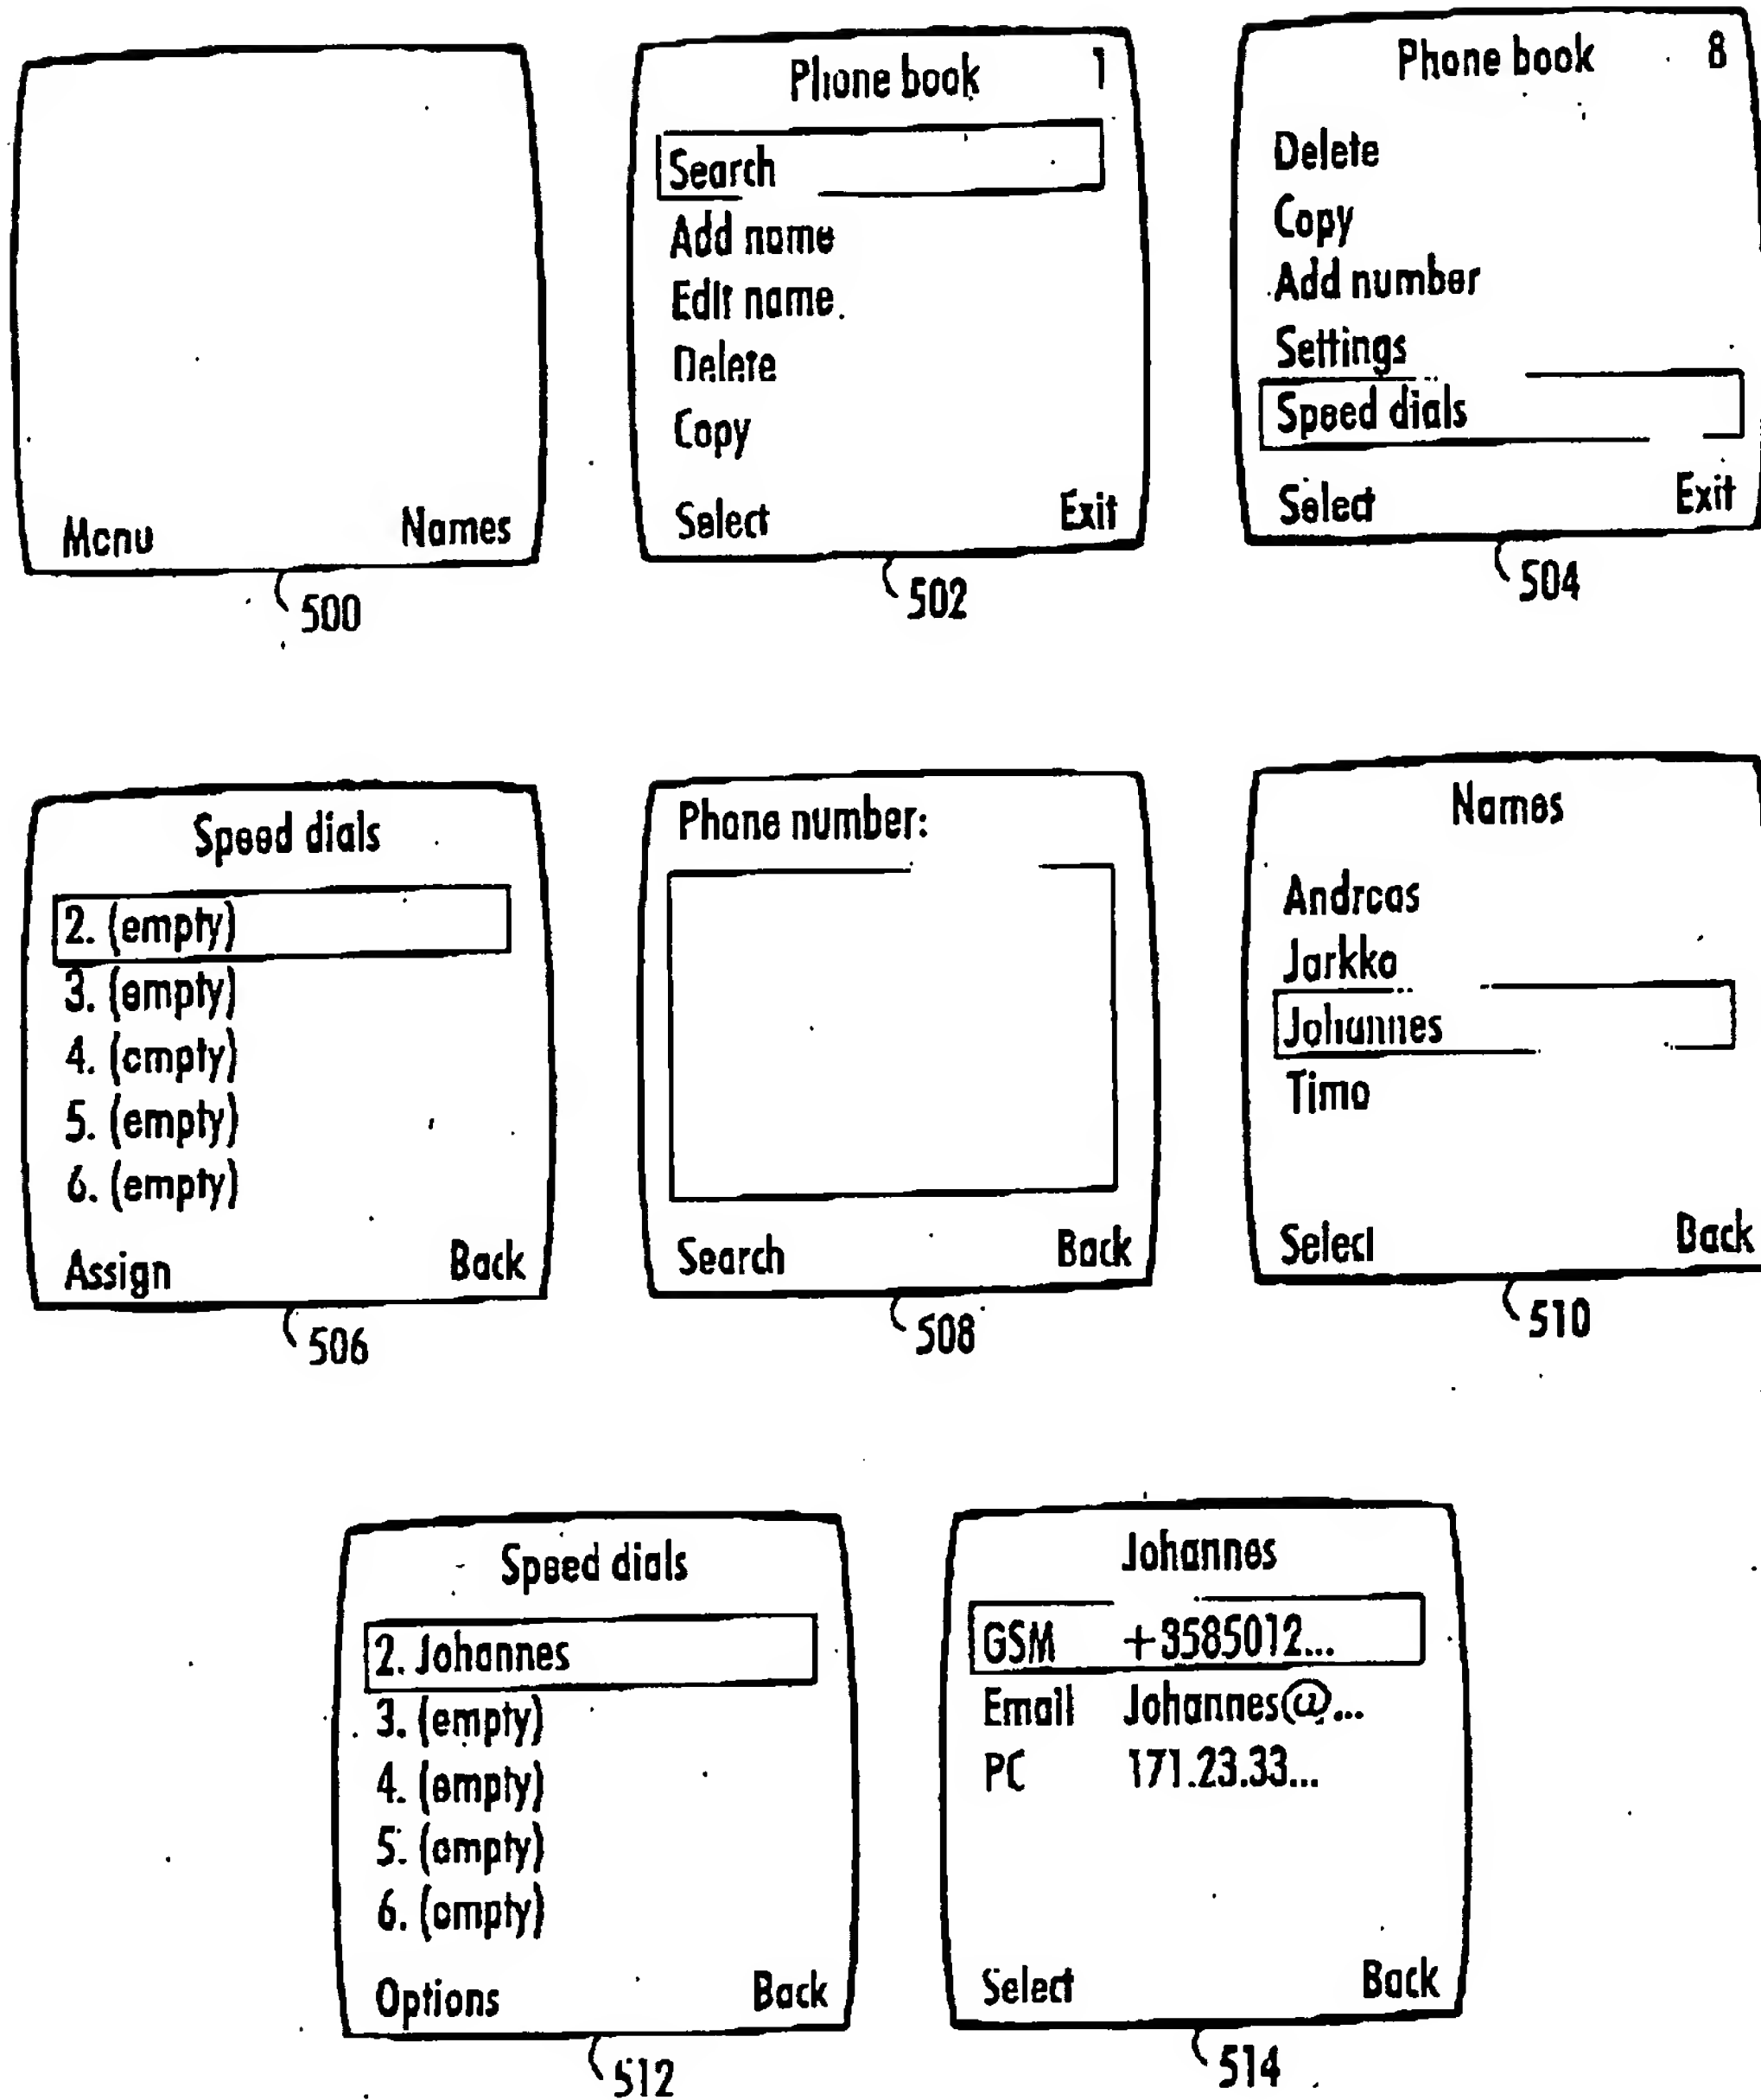 Menu Names
500
Phone book 1
Search
Add name
Edit name
Delete
Copy
Select Exit
502
Phone book 8
Delete
Copy
Add number
Settings
Speed dials
Select Exit
504
Speed dials
2. (empty)
3. (empty)
4. (empty)
5. (empty)
6. (empty)
Assign Back
506
Phone number:
Search Back
508
Names
Andreas
Jarkko
Johannes
Timo
Select Back
510
Speed dials
2. Johannes
3. (empty)
4. (empty)
5. (empty)
6. (empty)
Options Back
512
Johannes
GSM +3585012...
Email Johannes@...
PC 171.23.33...
Select Back
514